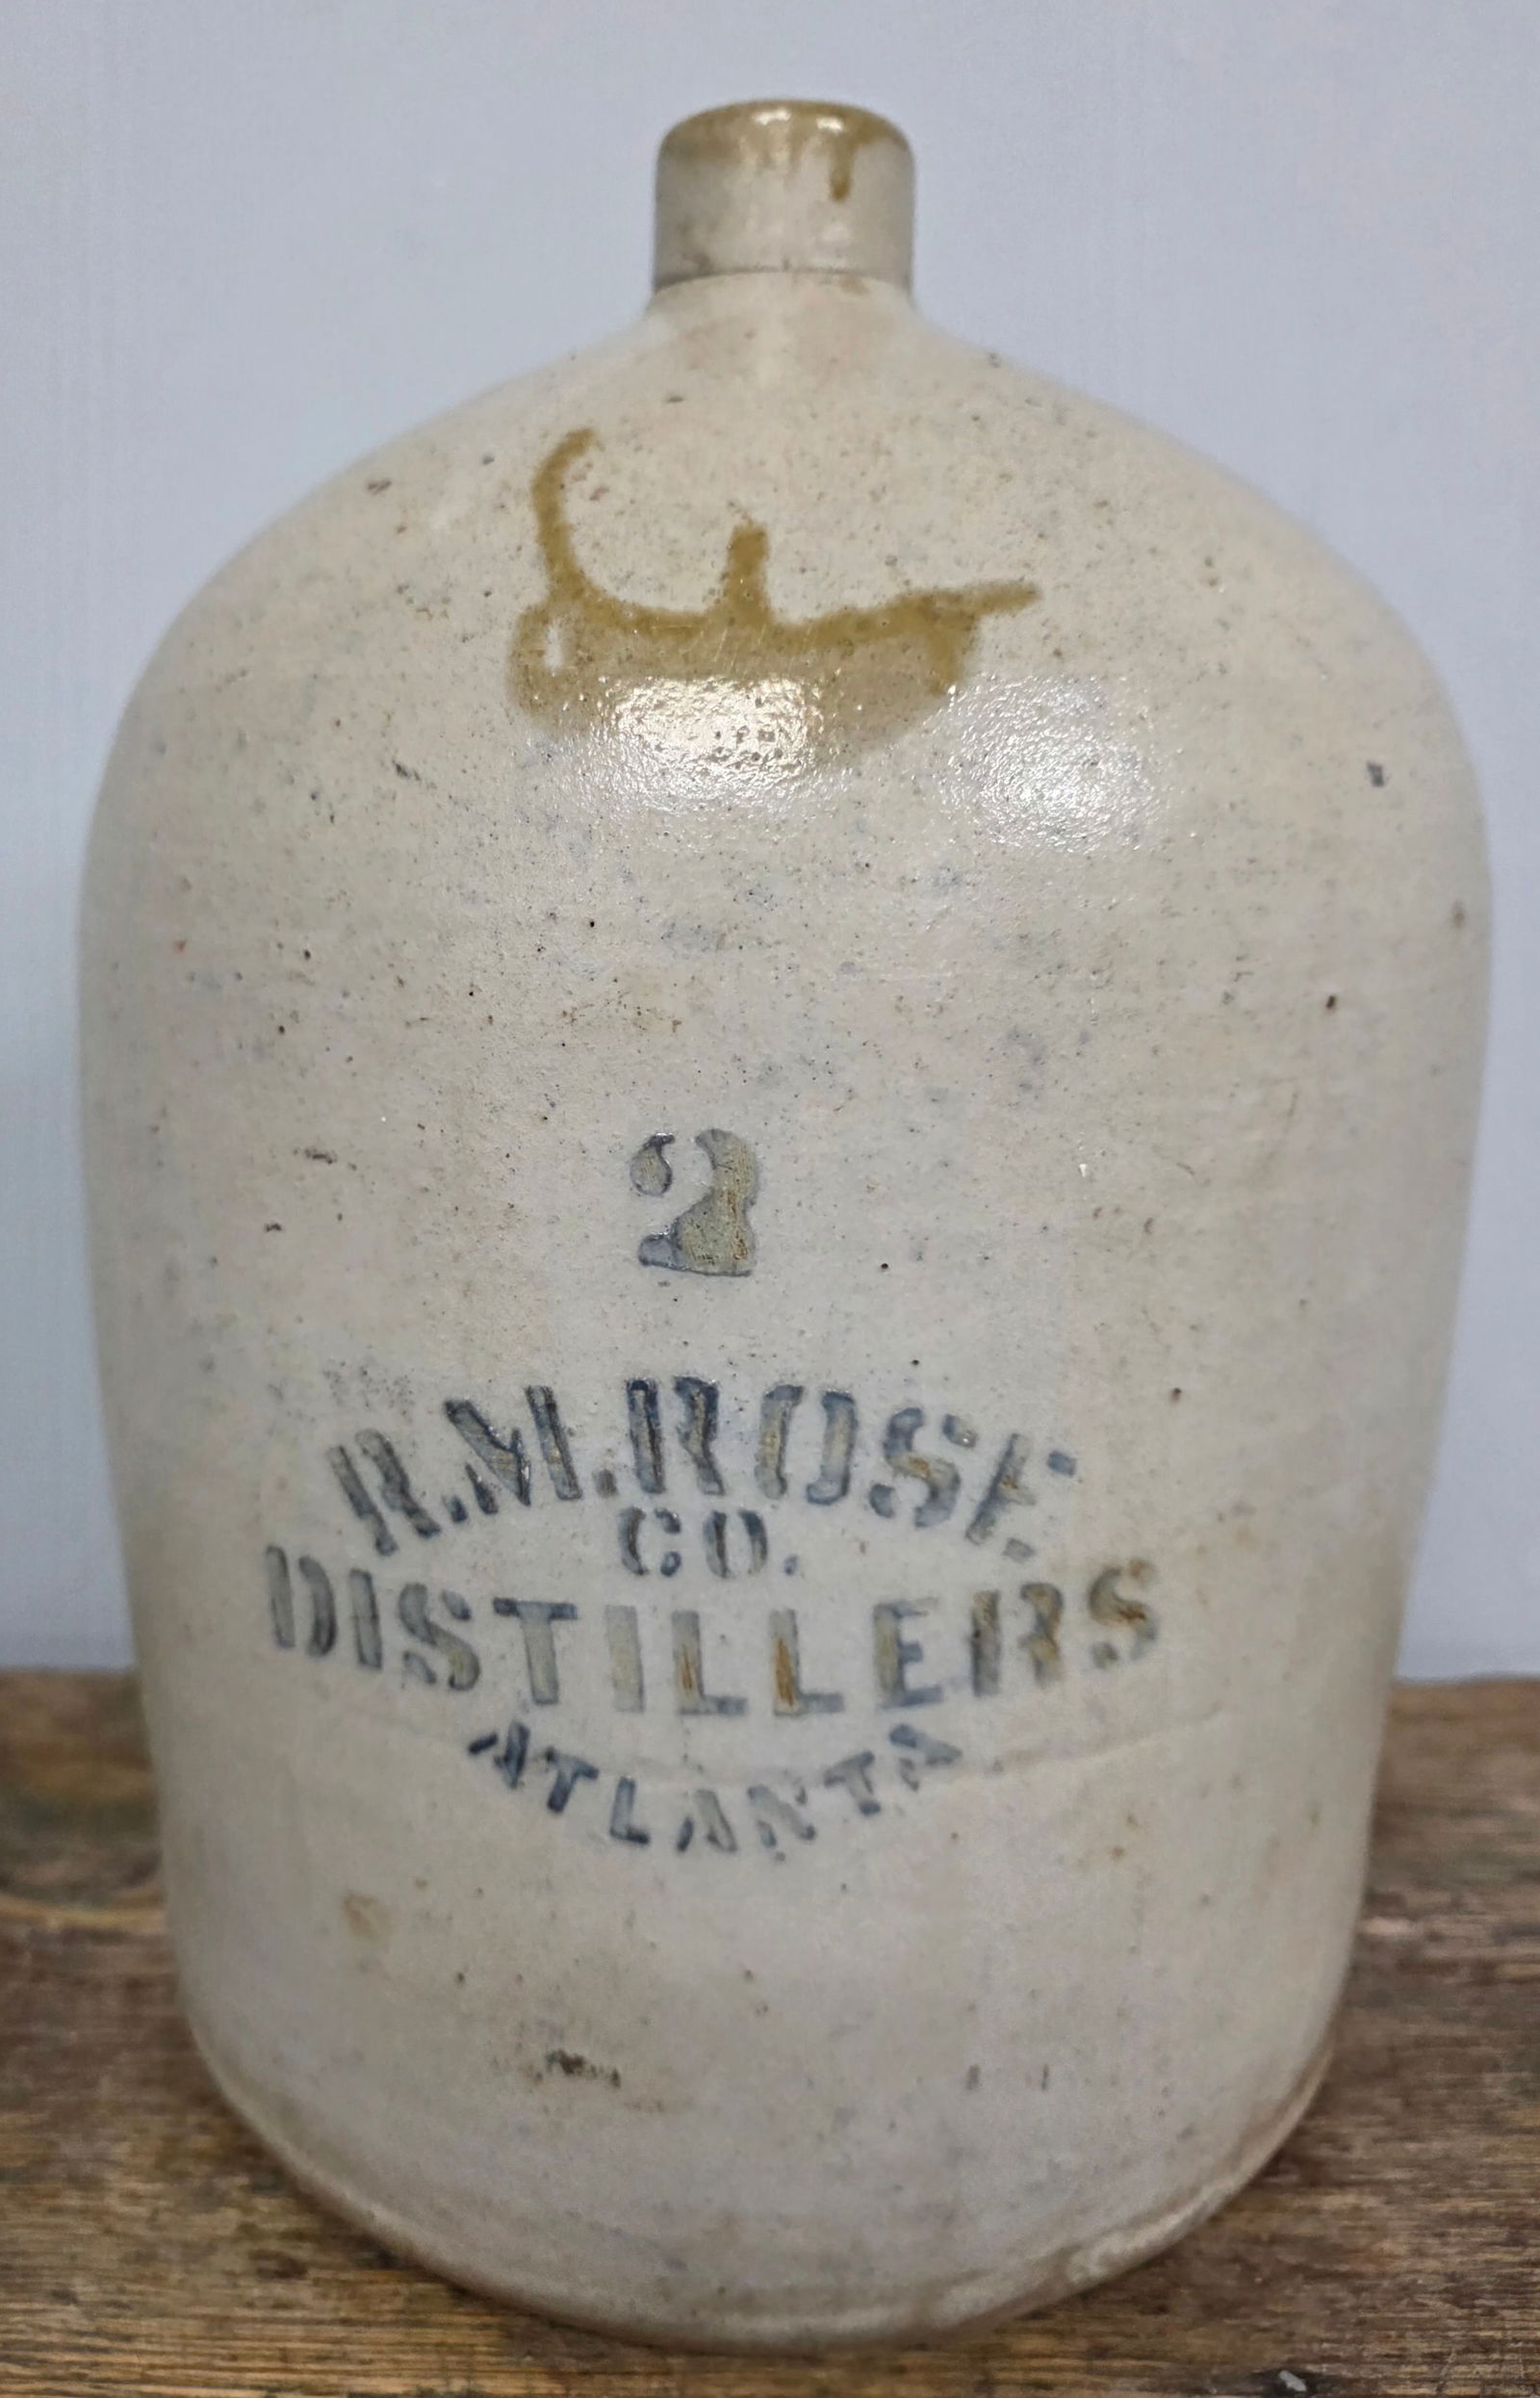 2
R.M.ROSE
CO.
DISTILLERS
ATLANTA